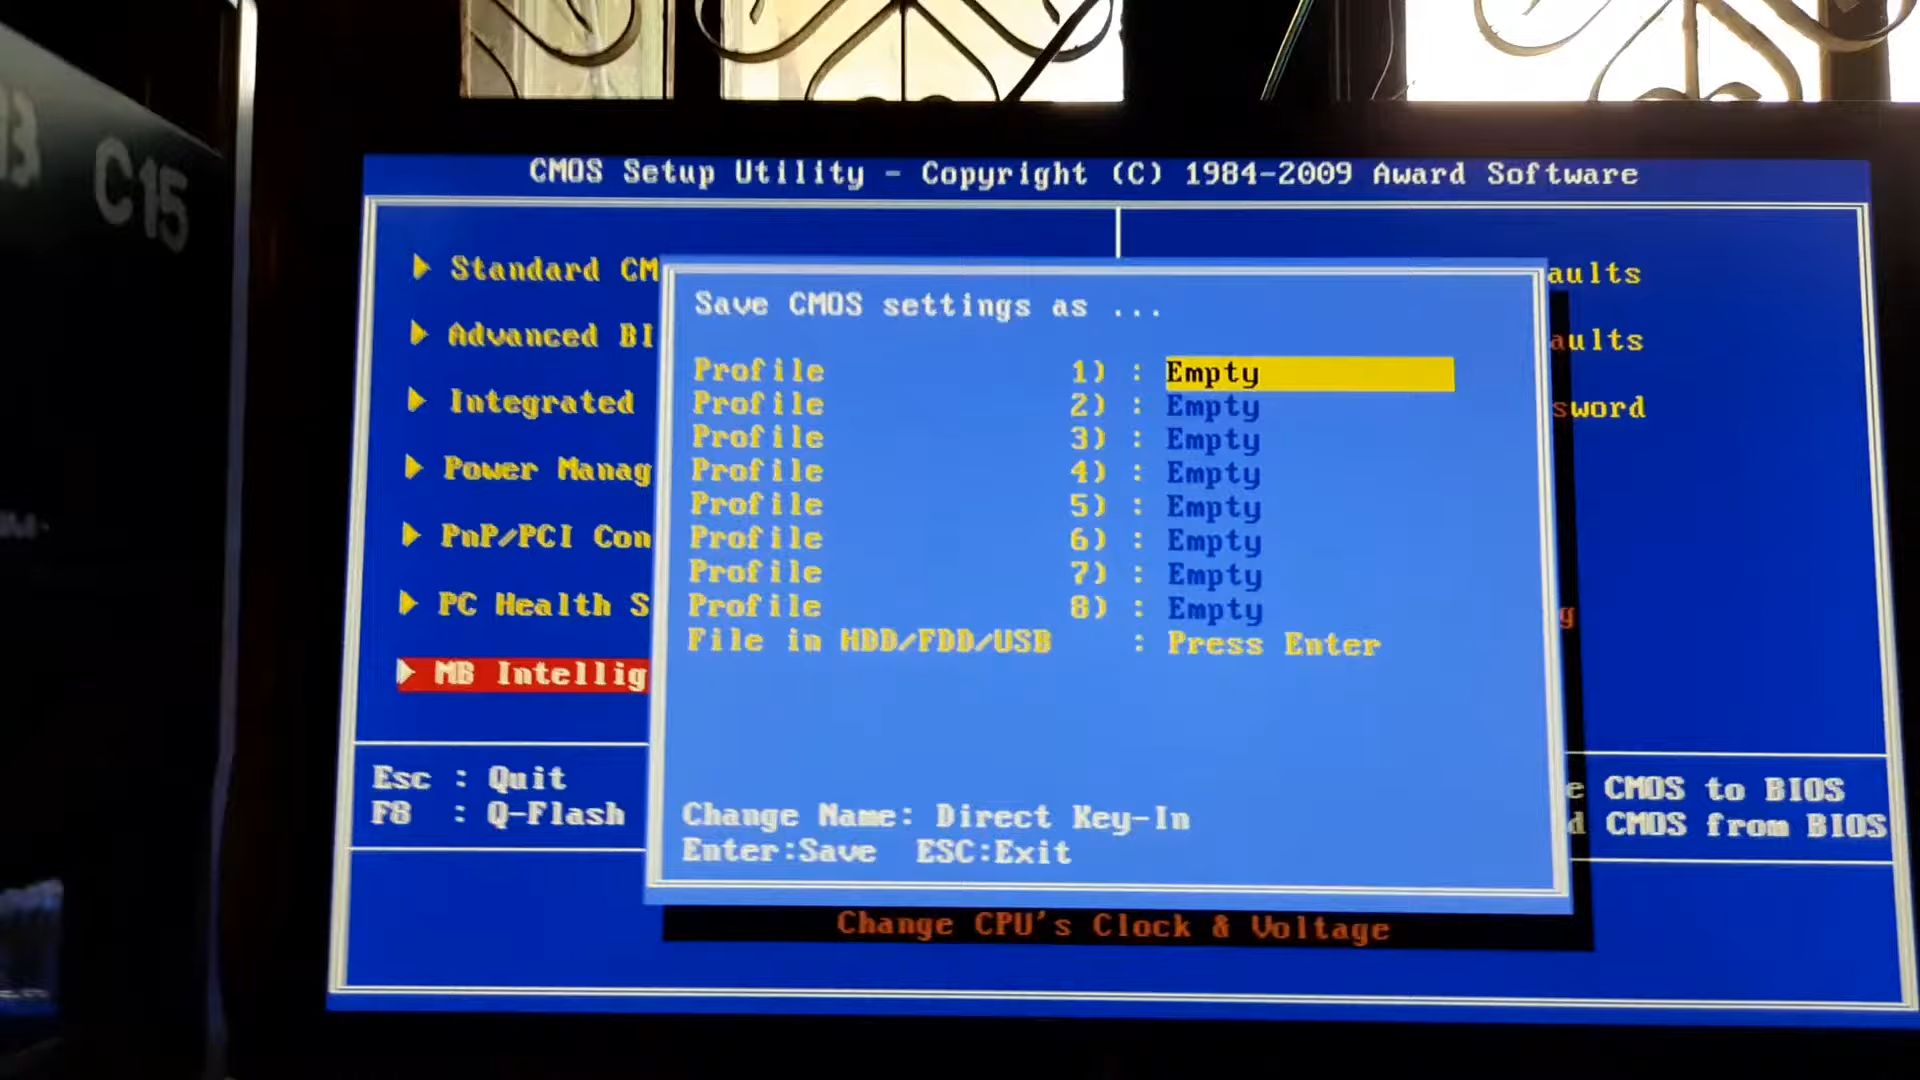 C15
CMOS Setup Utility - Copyright (C) 1984-2009 Award Software
Standard CM
aults
Advanced BI
aults
Integrated
sword
Power Manag
PnP/PCI Con
PC Health S
g
MB Intellig
Save CMOS settings as ...
Profile 1) : Empty
Profile 2) : Empty
Profile 3) : Empty
Profile 4) : Empty
Profile 5) : Empty
Profile 6) : Empty
Profile 7) : Empty
Profile 8) : Empty
File in HDD/FDD/USB : Press Enter
Change Name: Direct Key-In
Enter:Save ESC:Exit
Esc : Quit
e CMOS to BIOS
F8 : Q-Flash
d CMOS from BIOS
Change CPU's Clock & Voltage